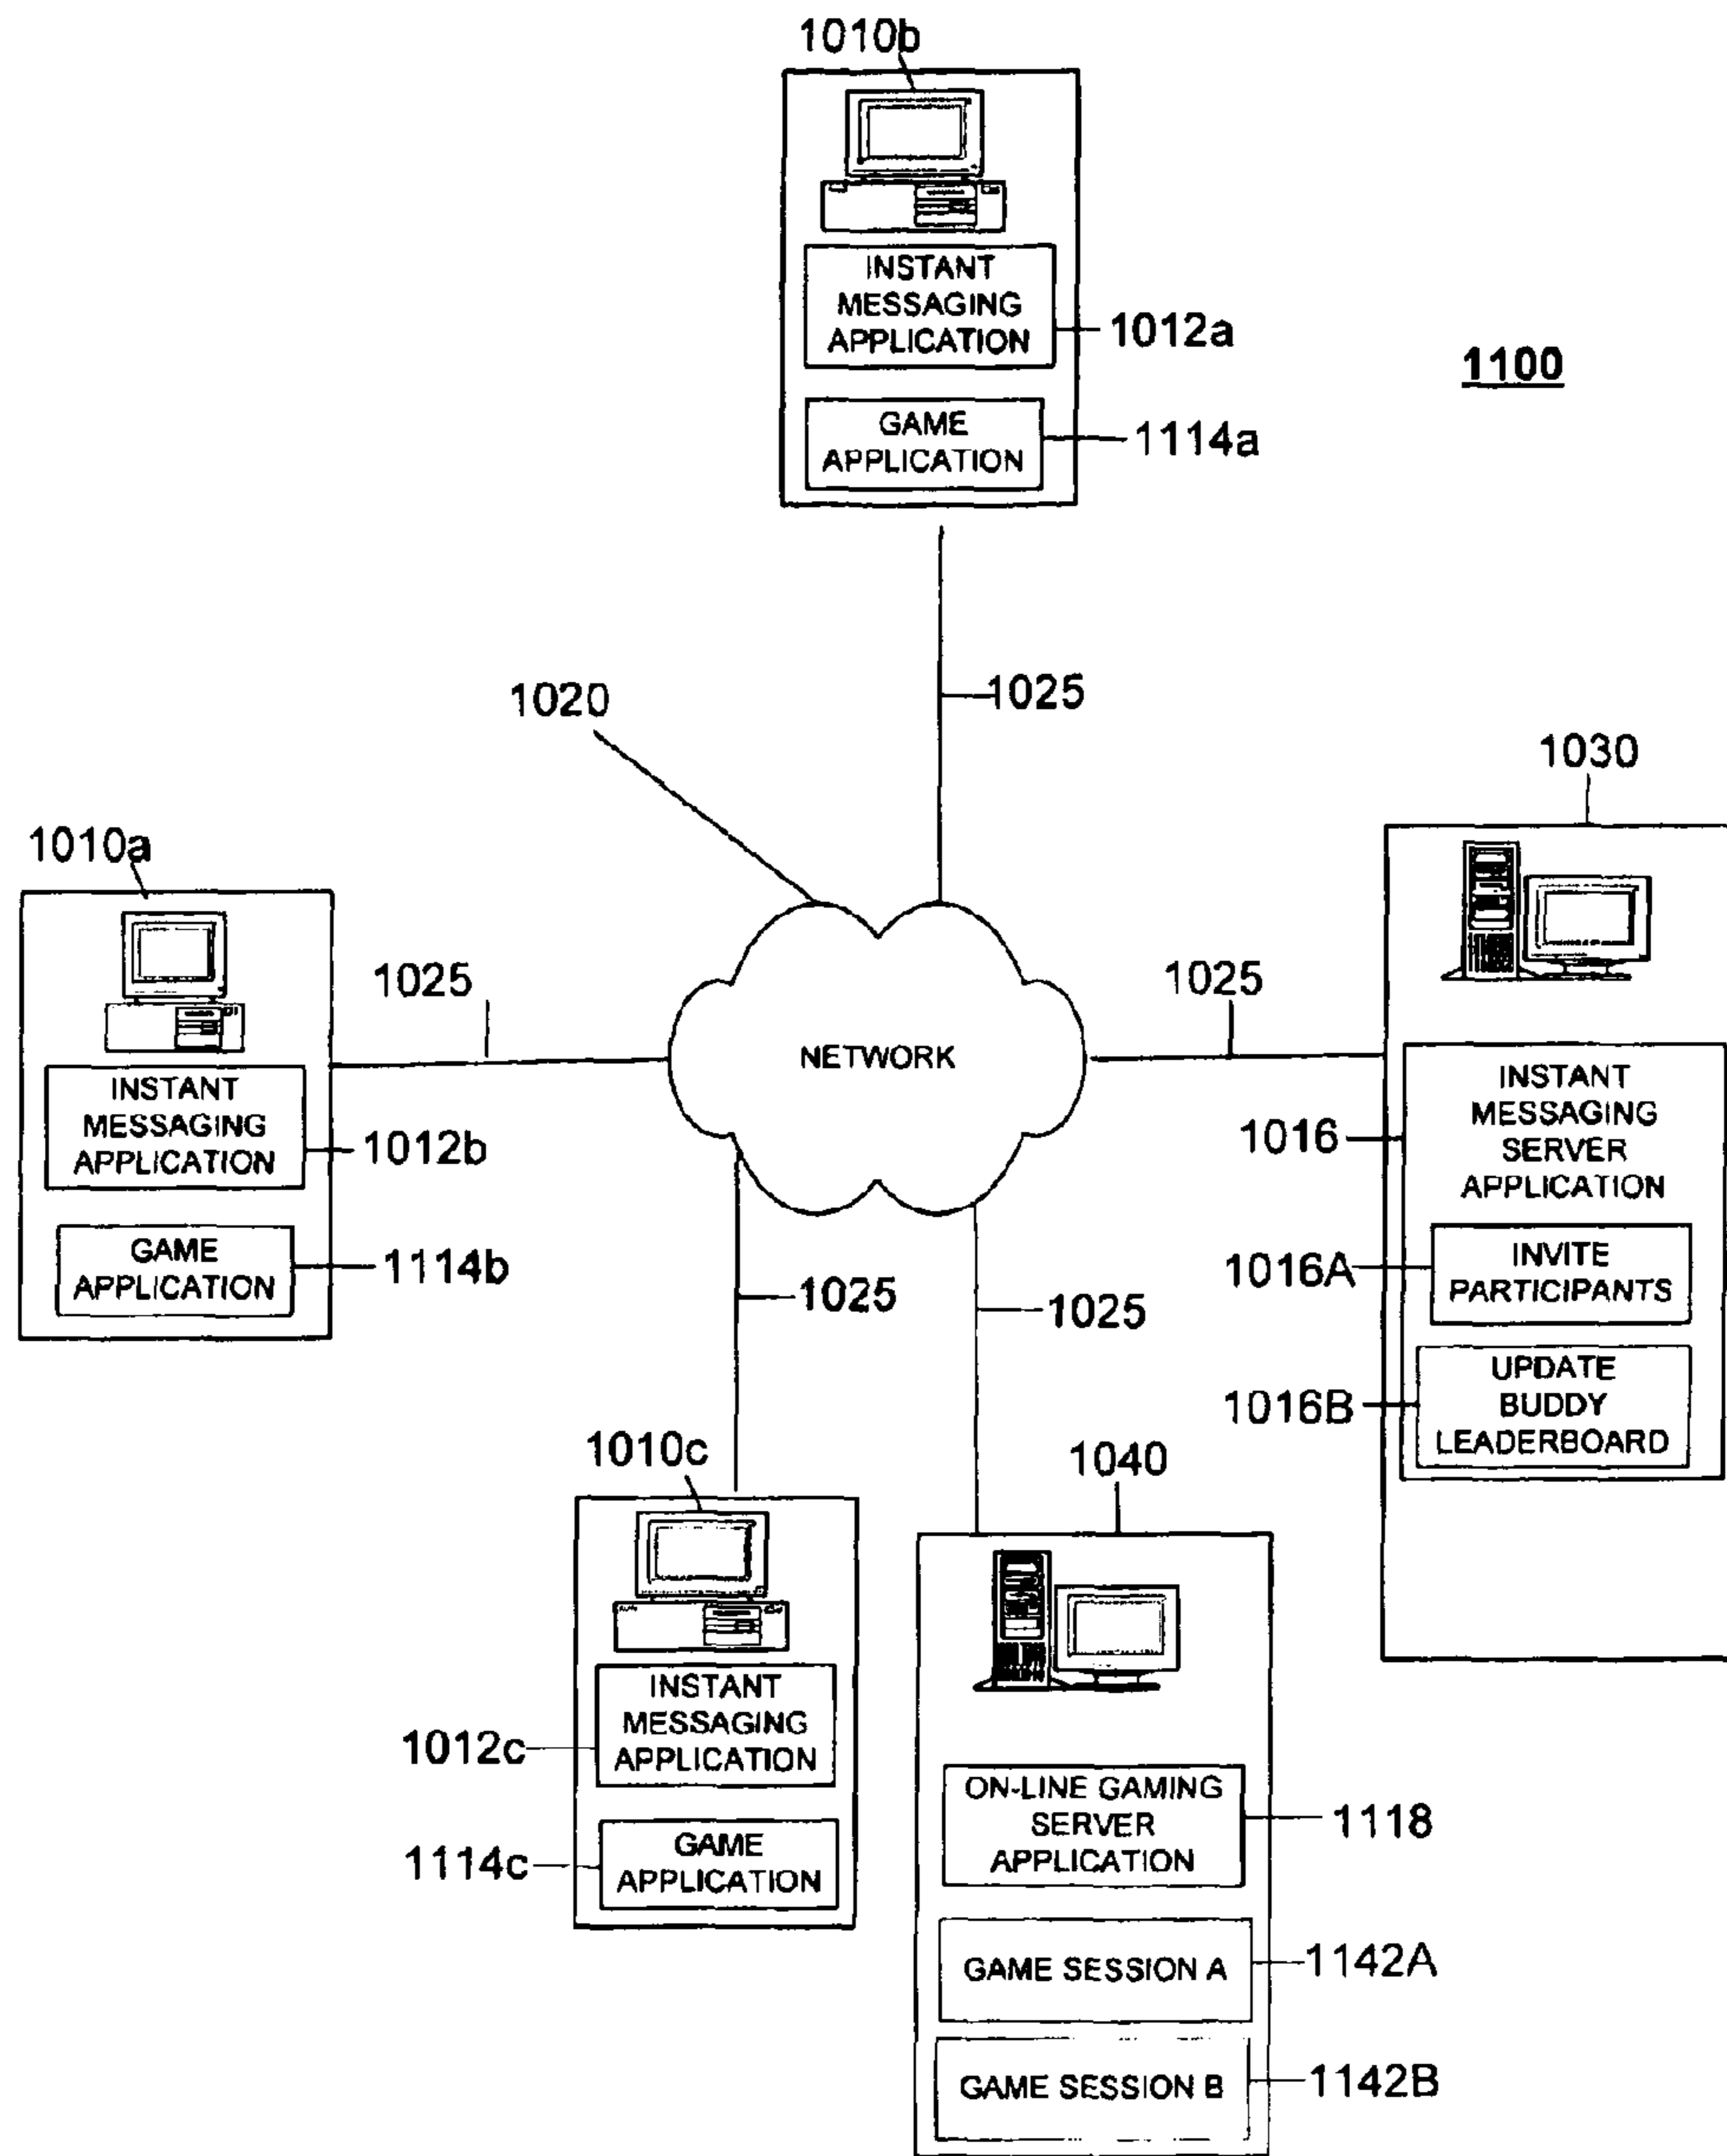 1010b
INSTANT
MESSAGING
APPLICATION
1012a
1100
GAME
APPLICATION
1114a
1020
1025
1030
1010a
1025
1025
NETWORK
INSTANT
MESSAGING
APPLICATION
1012b
GAME
APPLICATION
1114b
1016
INSTANT
MESSAGING
SERVER
APPLICATION
1016A
INVITE
PARTICIPANTS
1016B
UPDATE
BUDDY
LEADERBOARD
1025
1025
1010c
INSTANT
MESSAGING
APPLICATION
1012c
GAME
APPLICATION
1114c
1040
ON-LINE GAMING
SERVER
APPLICATION
1118
GAME SESSION A
1142A
GAME SESSION B
1142B